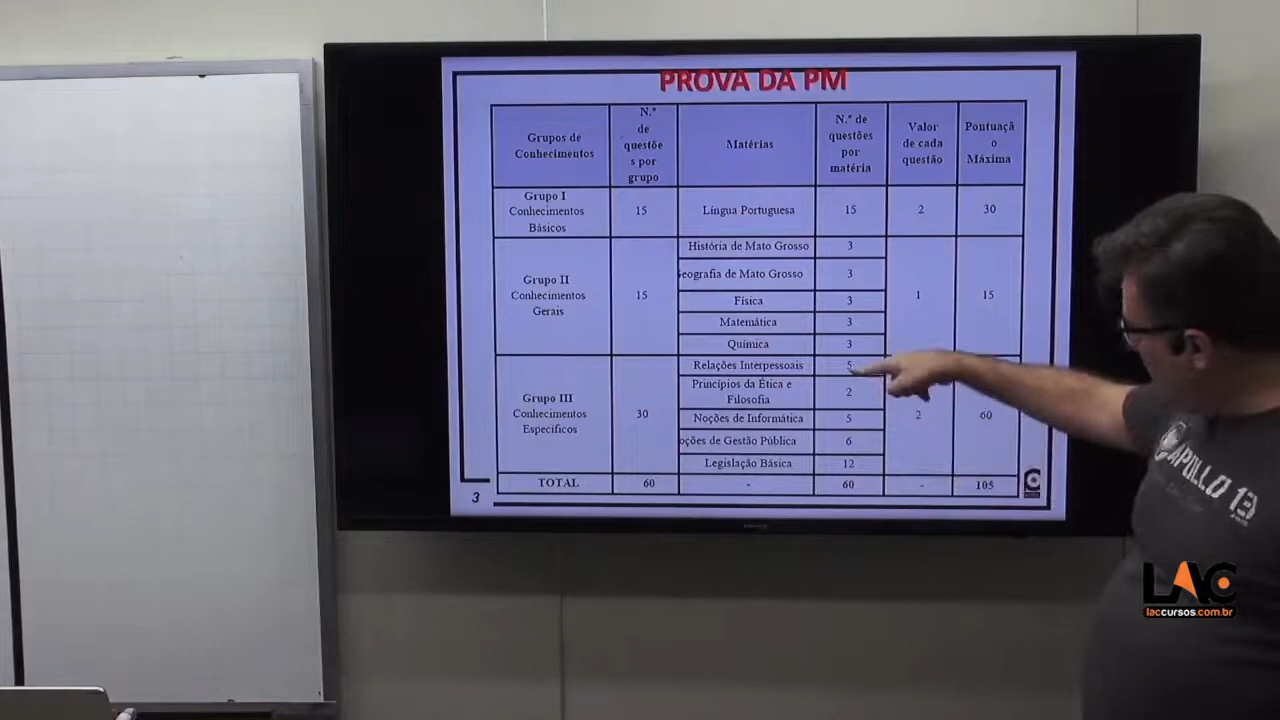 PROVA DA PM
Grupos de
Conhecimentos
N.º
de
questõe
s por
grupo
Matérias
N.º de
questões
por
matéria
Valor
de cada
questão
Pontuaçã
o
Máxima
Grupo I
Conhecimentos
Básicos
15
Língua Portuguesa
15
2
30
Grupo II
Conhecimentos
Gerais
15
História de Mato Grosso
3
eografia de Mato Grosso
3
Física
3
Matemática
3
Química
3
1
15
Grupo III
Conhecimentos
Específicos
30
Relações Interpessoais
5
Princípios da Ética e
Filosofia
2
Noções de Informática
5
oções de Gestão Pública
6
Legislação Básica
12
2
60
TOTAL
60
-
60
-
105
3
APOLLO 13
LAC
laccursos.com.br